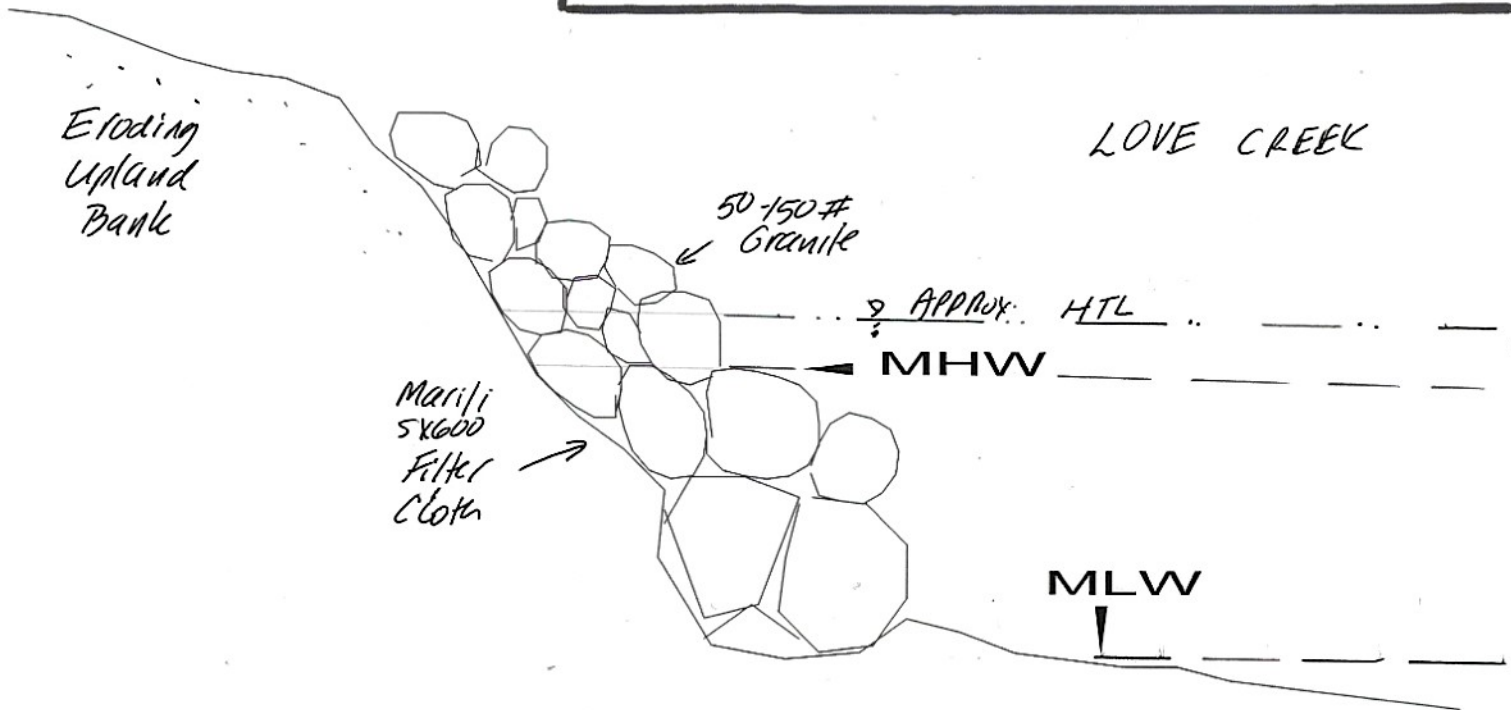 Eroding
Upland
Bank
LOVE CREEK
50-150#
Granite
APPROX. HTL
MHW
Marifi
5X600
Filter
Cloth
MLW